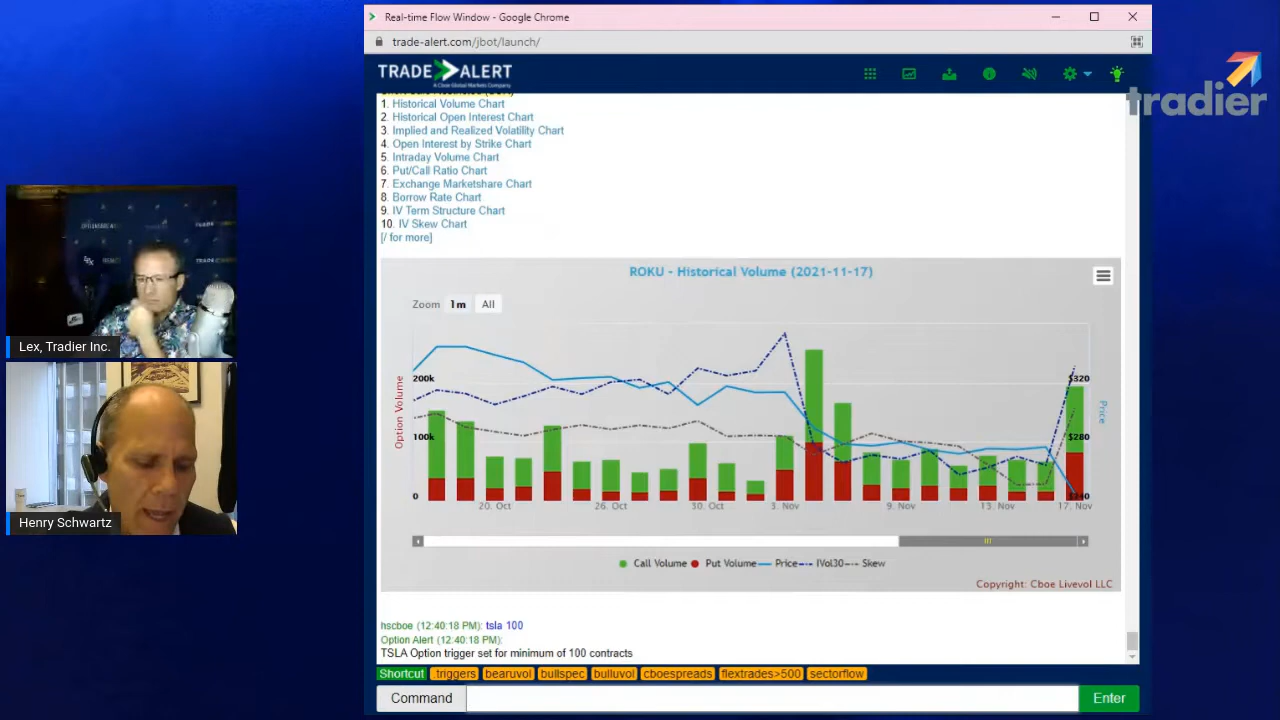 Real-time Flow Window - Google Chrome
trade-alert.com/jbot/launch/
TRADE ALERT
A Cboe Global Markets Company
tradier
1. Historical Volume Chart
2. Historical Open Interest Chart
3. Implied and Realized Volatility Chart
4. Open Interest by Strike Chart
5. Intraday Volume Chart
6. Put/Call Ratio Chart
7. Exchange Marketshare Chart
8. Borrow Rate Chart
9. IV Term Structure Chart
10. IV Skew Chart
[/ for more]
ROKU - Historical Volume (2021-11-17)
Zoom 1m All
Option Volume
200k
100k
0
$320
$280
$240
Price
20. Oct 26. Oct 30. Oct 3. Nov 9. Nov 13. Nov 17. Nov
Call Volume Put Volume Price IVol30 Skew
Copyright: Cboe Livevol LLC
hscboe (12:40:18 PM): tsla 100
Option Alert (12:40:18 PM):
TSLA Option trigger set for minimum of 100 contracts
Shortcut triggers bearuvol bullspec bulluvol cboespreads flextrades>500 sectorflow
Command Enter
Lex, Tradier Inc.
Henry Schwartz